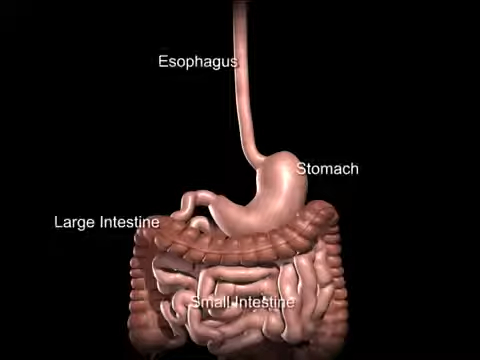 Esophagus
Stomach
Large Intestine
Small Intestine